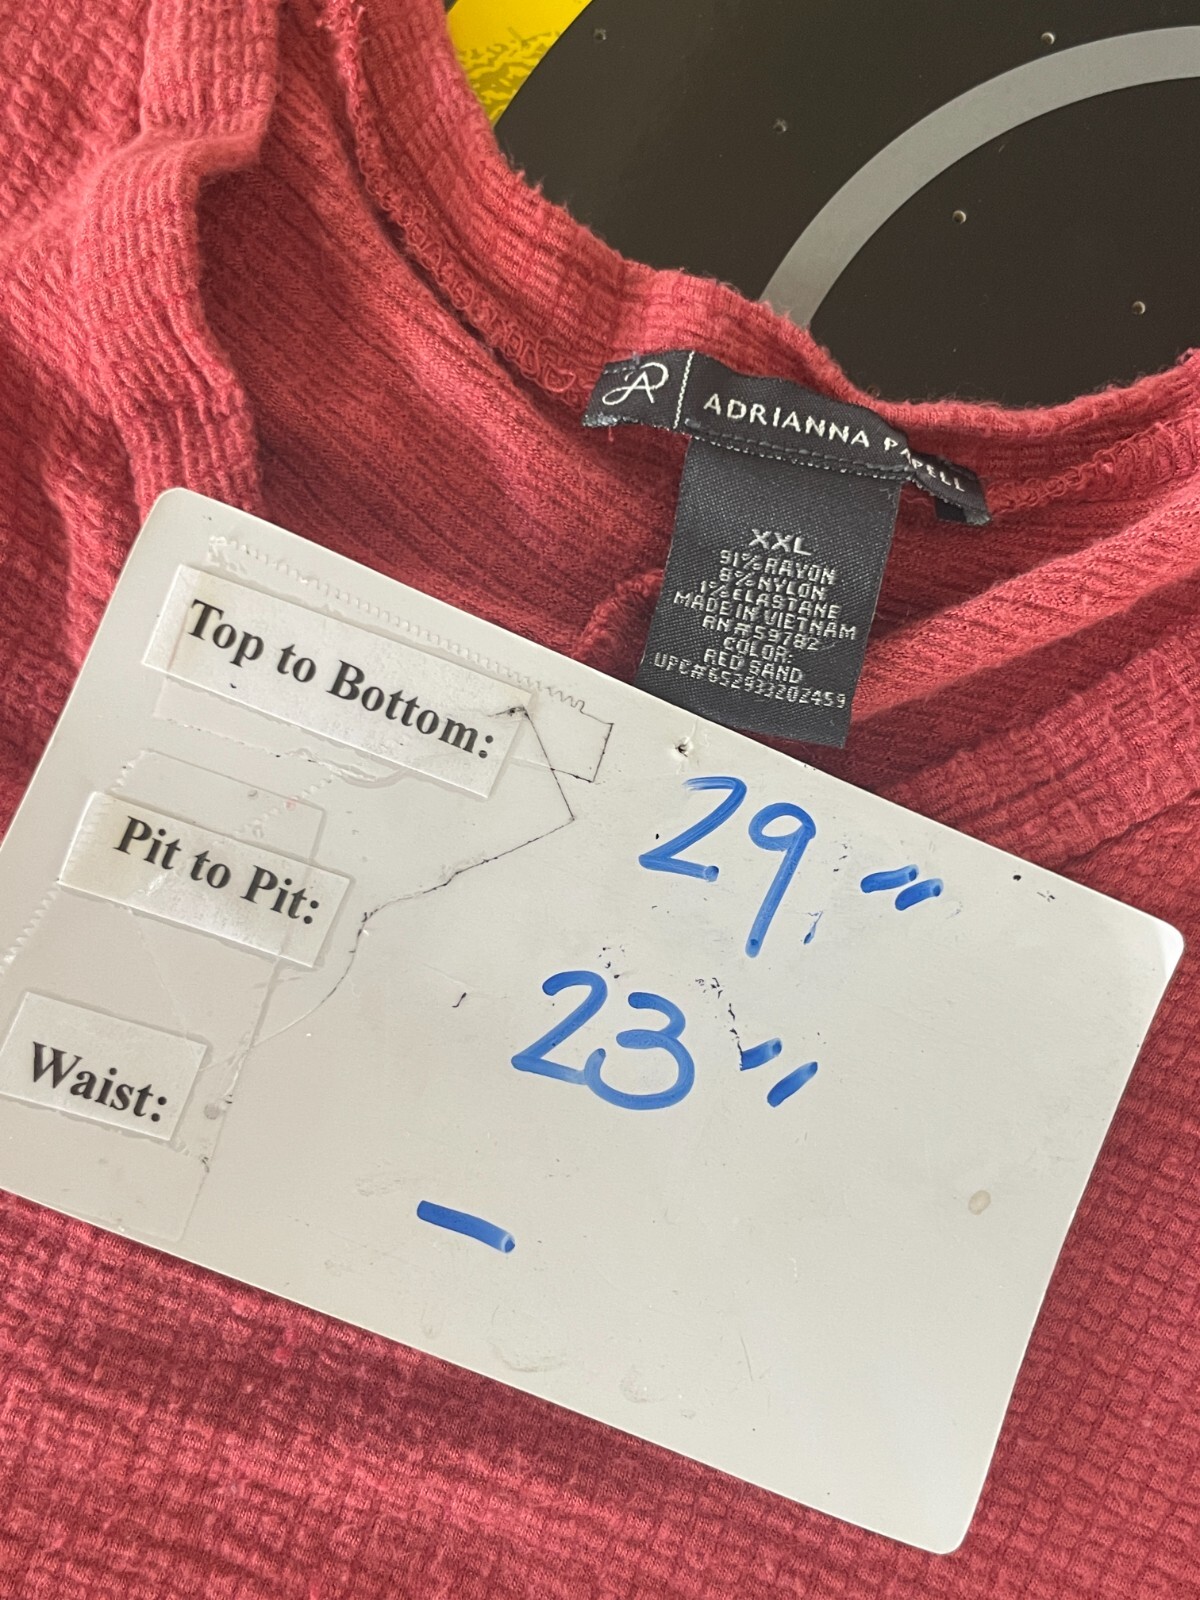 ADRIANNA PAPELL
XXL
91% RAYON
8% NYLON
1% ELASTANE
MADE IN VIETNAM
RN #59782
COLOR:
RED SAND
UPC#652933202459
Top to Bottom: 29"
Pit to Pit: 23"
Waist: -